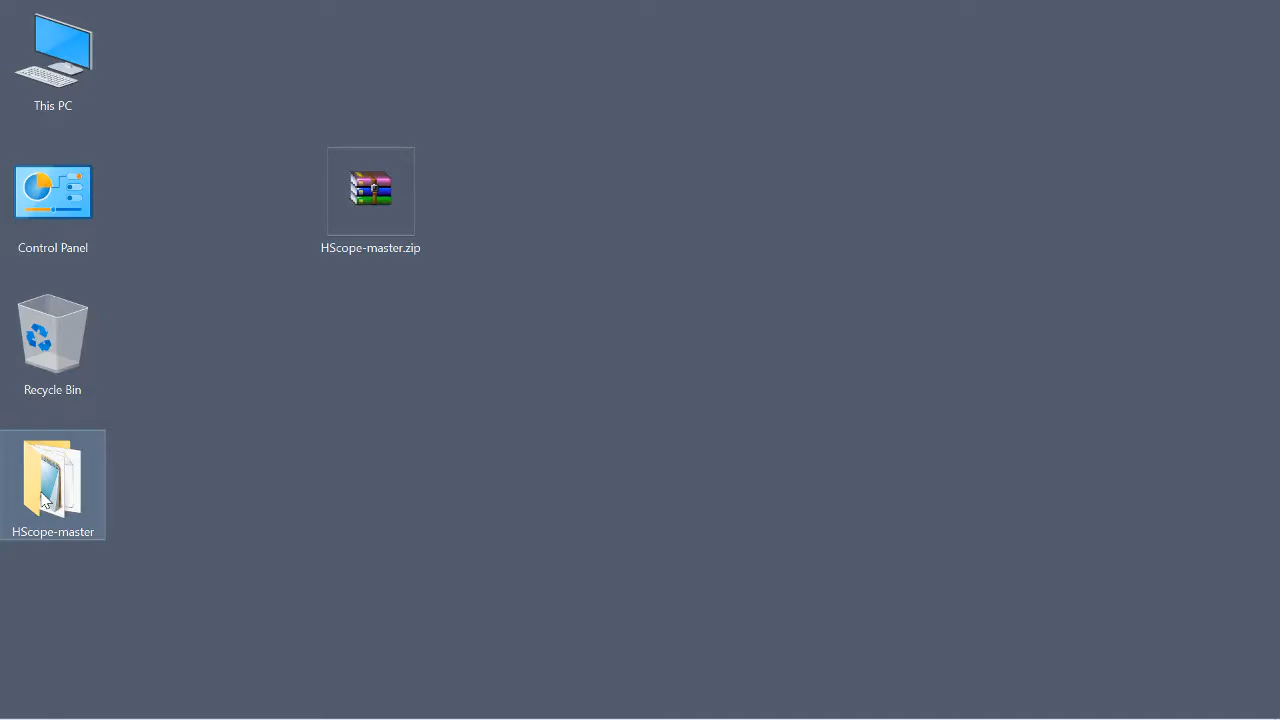 This PC
Control Panel
HScope-master.zip
Recycle Bin
HScope-master